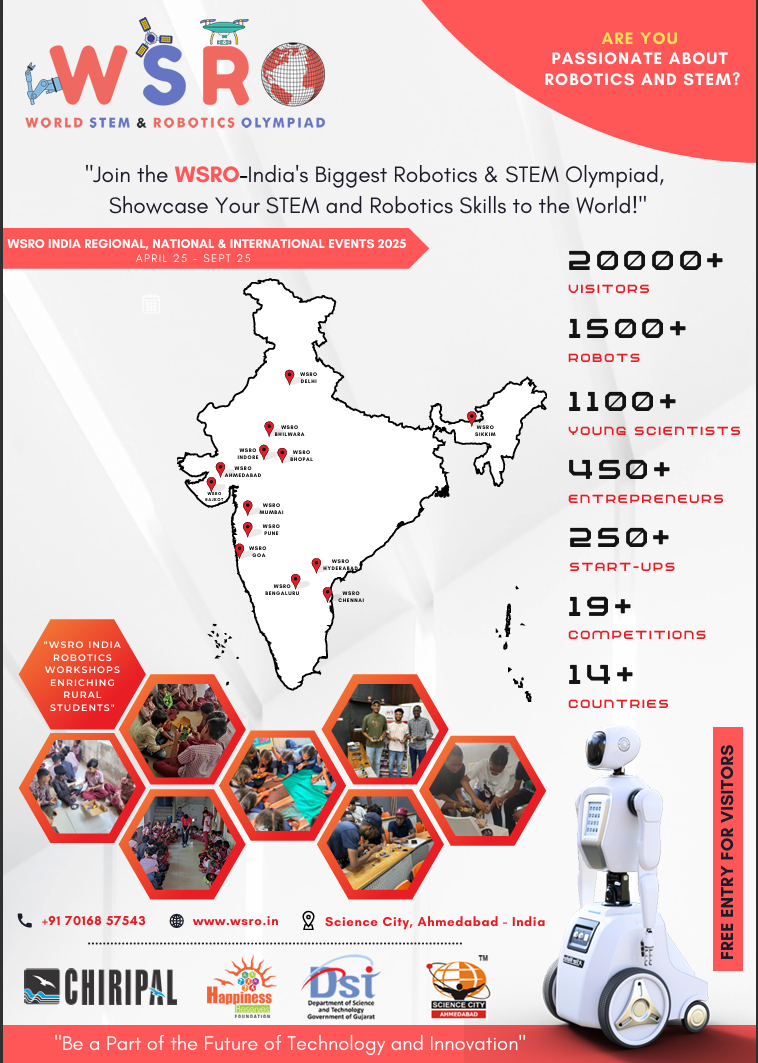 ARE YOU
PASSIONATE ABOUT
ROBOTICS AND STEM?
WSRO
WORLD STEM & ROBOTICS OLYMPIAD
"Join the WSRO-India's Biggest Robotics & STEM Olympiad,
Showcase Your STEM and Robotics Skills to the World!"
WSRO INDIA REGIONAL, NATIONAL & INTERNATIONAL EVENTS 2025
APRIL 25 - SEPT 25
20000+
VISITORS
1500+
ROBOTS
1100+
YOUNG SCIENTISTS
450+
ENTREPRENEURS
250+
START-UPS
19+
COMPETITIONS
14+
COUNTRIES
WSRO
DELHI
WSRO
SIKKIM
WSRO
BHILWARA
WSRO
INDORE
WSRO
BHOPAL
WSRO
AHMEDABAD
WSRO
RAJKOT
WSRO
MUMBAI
WSRO
PUNE
WSRO
GOA
WSRO
HYDERABAD
WSRO
BENGALURU
WSRO
CHENNAI
"WSRO INDIA
ROBOTICS
WORKSHOPS
ENRICHING
RURAL
STUDENTS"
FREE ENTRY FOR VISITORS
+91 70168 57543
www.wsro.in
Science City, Ahmedabad - India
CHIRIPAL
Happiness
Reserves
FOUNDATION
DST
Department of Science
and Technology
Government of Gujarat
TM
SCIENCE CITY
AHMEDABAD
"Be a Part of the Future of Technology and Innovation"